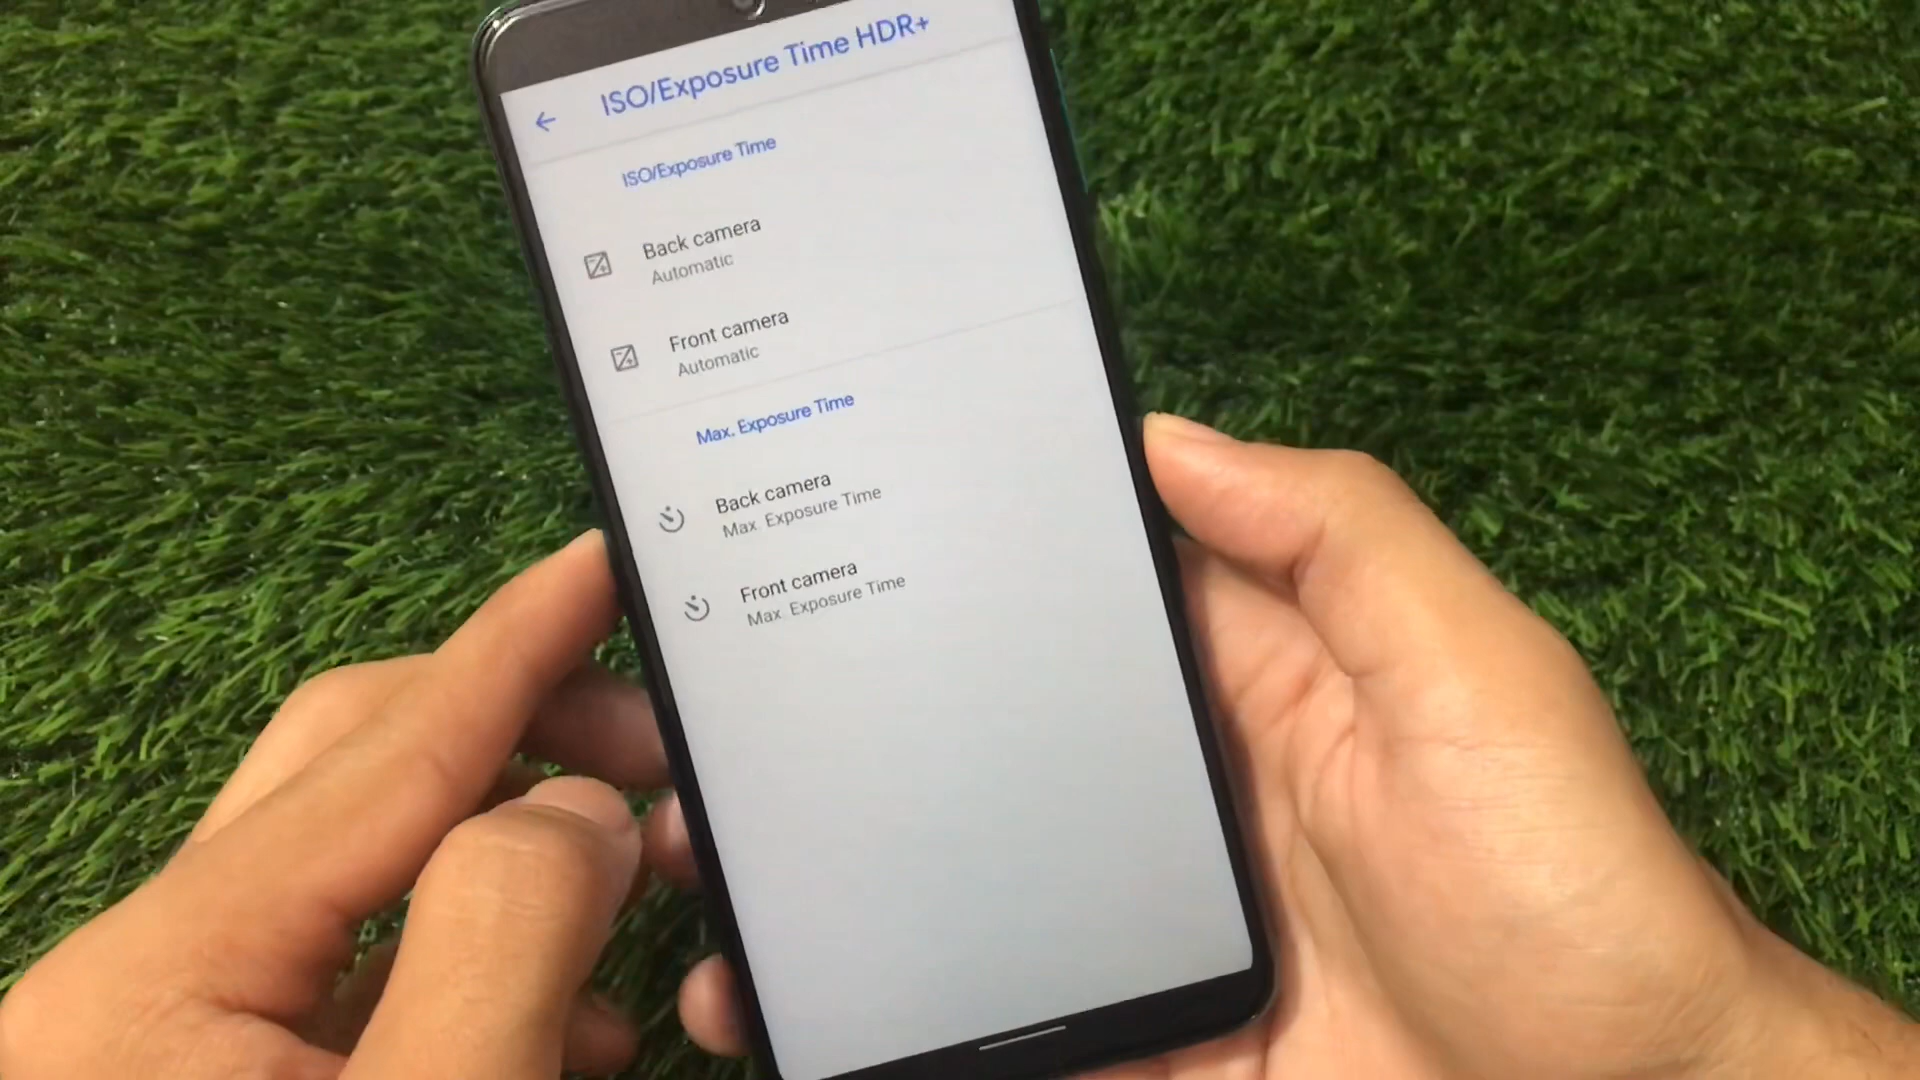 ISO/Exposure Time HDR+
ISO/Exposure Time
Back camera
Automatic
Front camera
Automatic
Max. Exposure Time
Back camera
Max. Exposure Time
Front camera
Max. Exposure Time